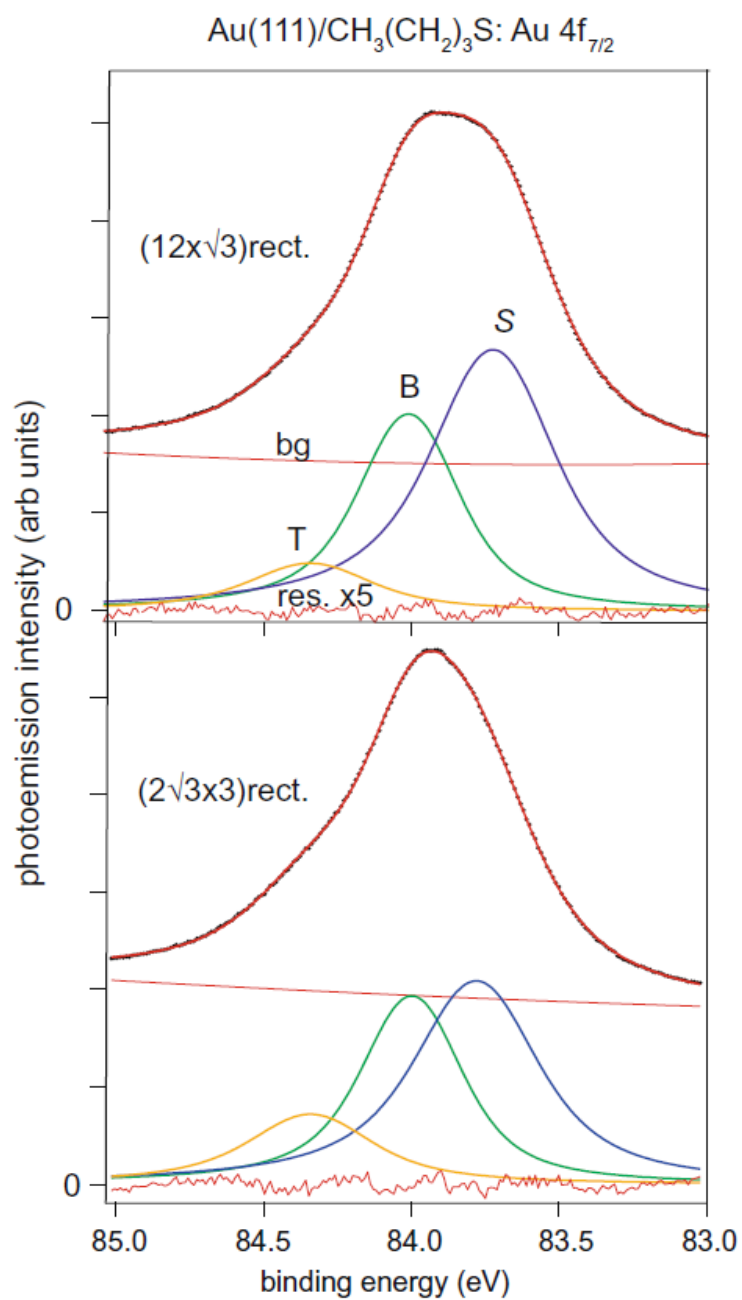 Au(111)/CH₃(CH₂)₃S: Au 4f₇/₂
(12x√3)rect.
S
B
bg
T
res. x5
0
photoemission intensity (arb units)
(2√3x3)rect.
0
85.0 84.5 84.0 83.5 83.0
binding energy (eV)